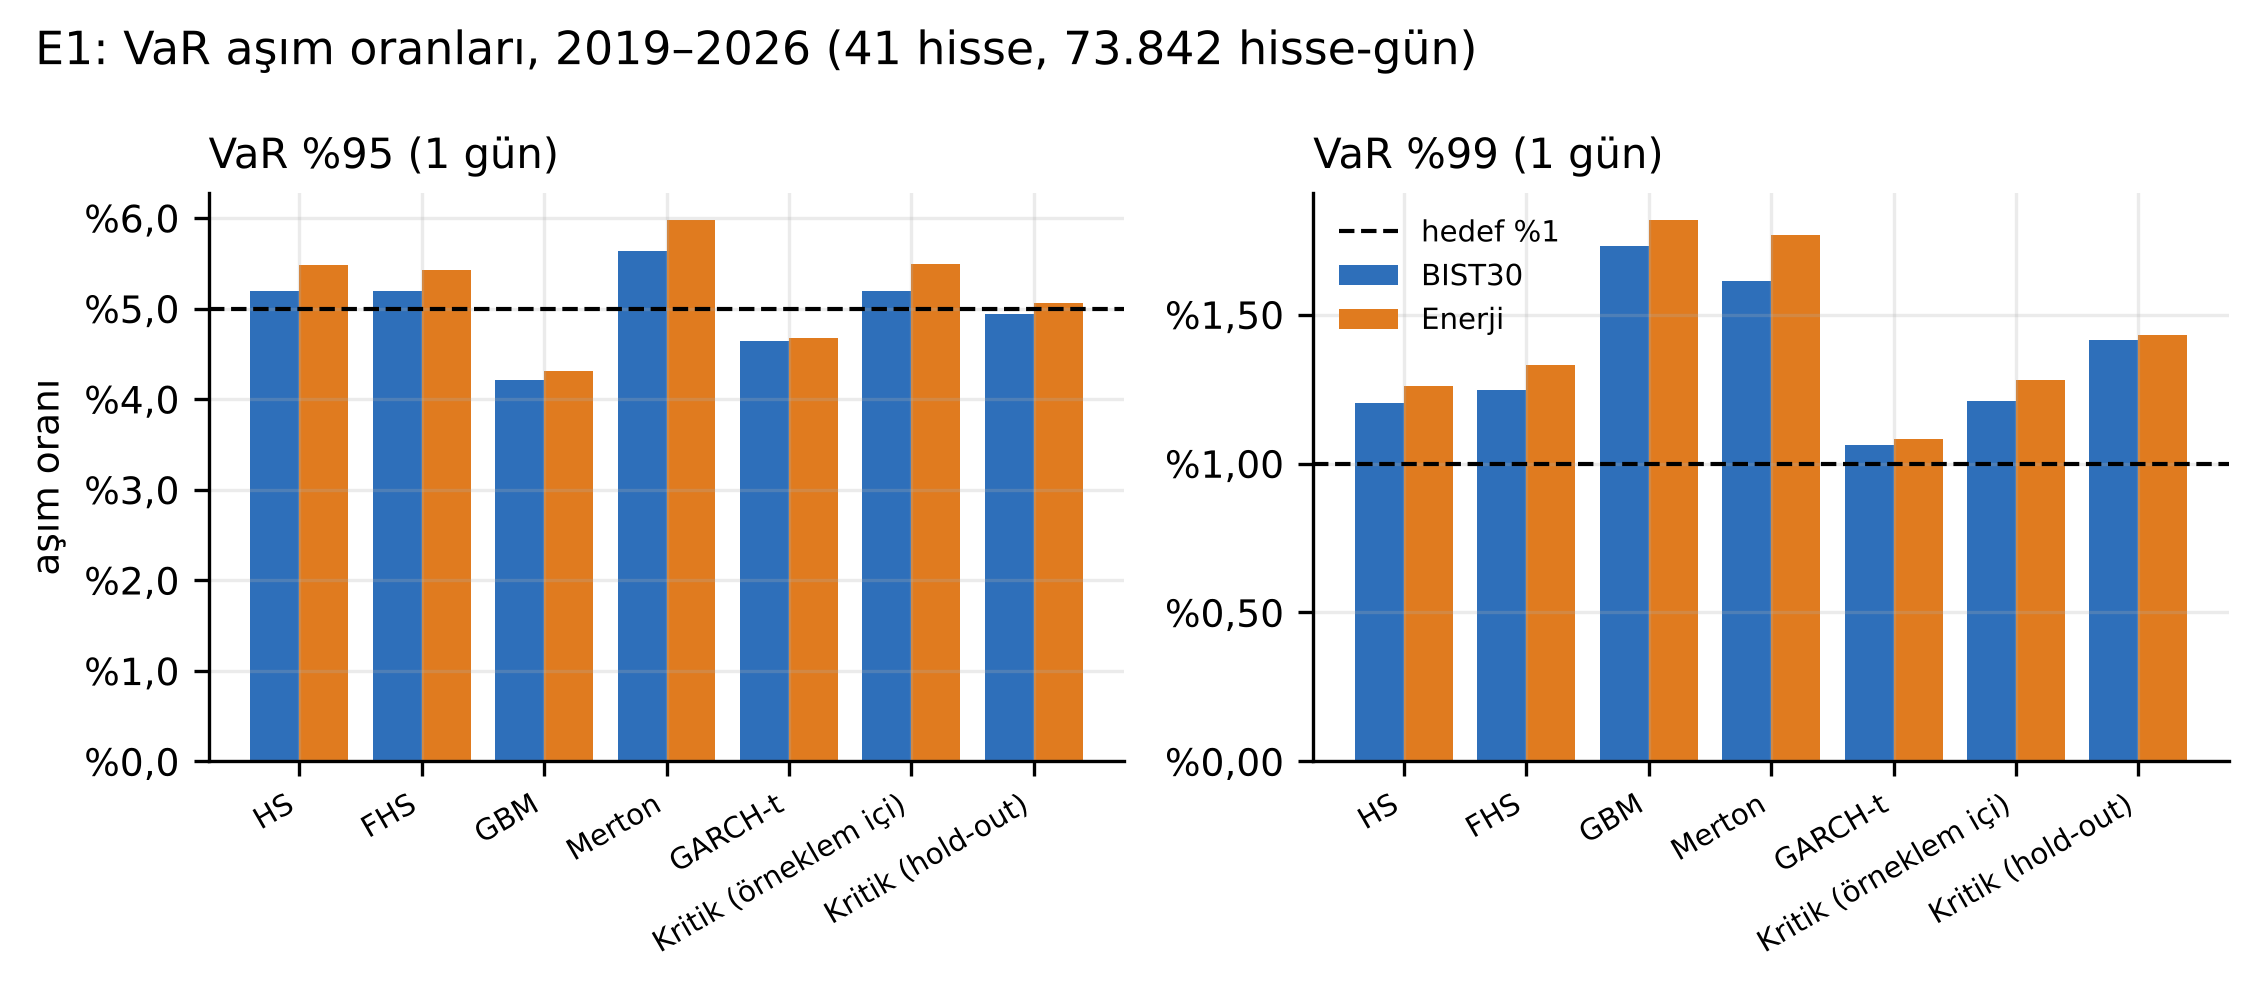 E1: VaR aşım oranları, 2019–2026 (41 hisse, 73.842 hisse-gün)
VaR %95 (1 gün)
aşım oranı
%6,0
%5,0
%4,0
%3,0
%2,0
%1,0
%0,0
HS
FHS
GBM
Merton
GARCH-t
Kritik (örneklem içi)
Kritik (hold-out)
VaR %99 (1 gün)
hedef %1
BIST30
Enerji
%1,50
%1,00
%0,50
%0,00
HS
FHS
GBM
Merton
GARCH-t
Kritik (örneklem içi)
Kritik (hold-out)